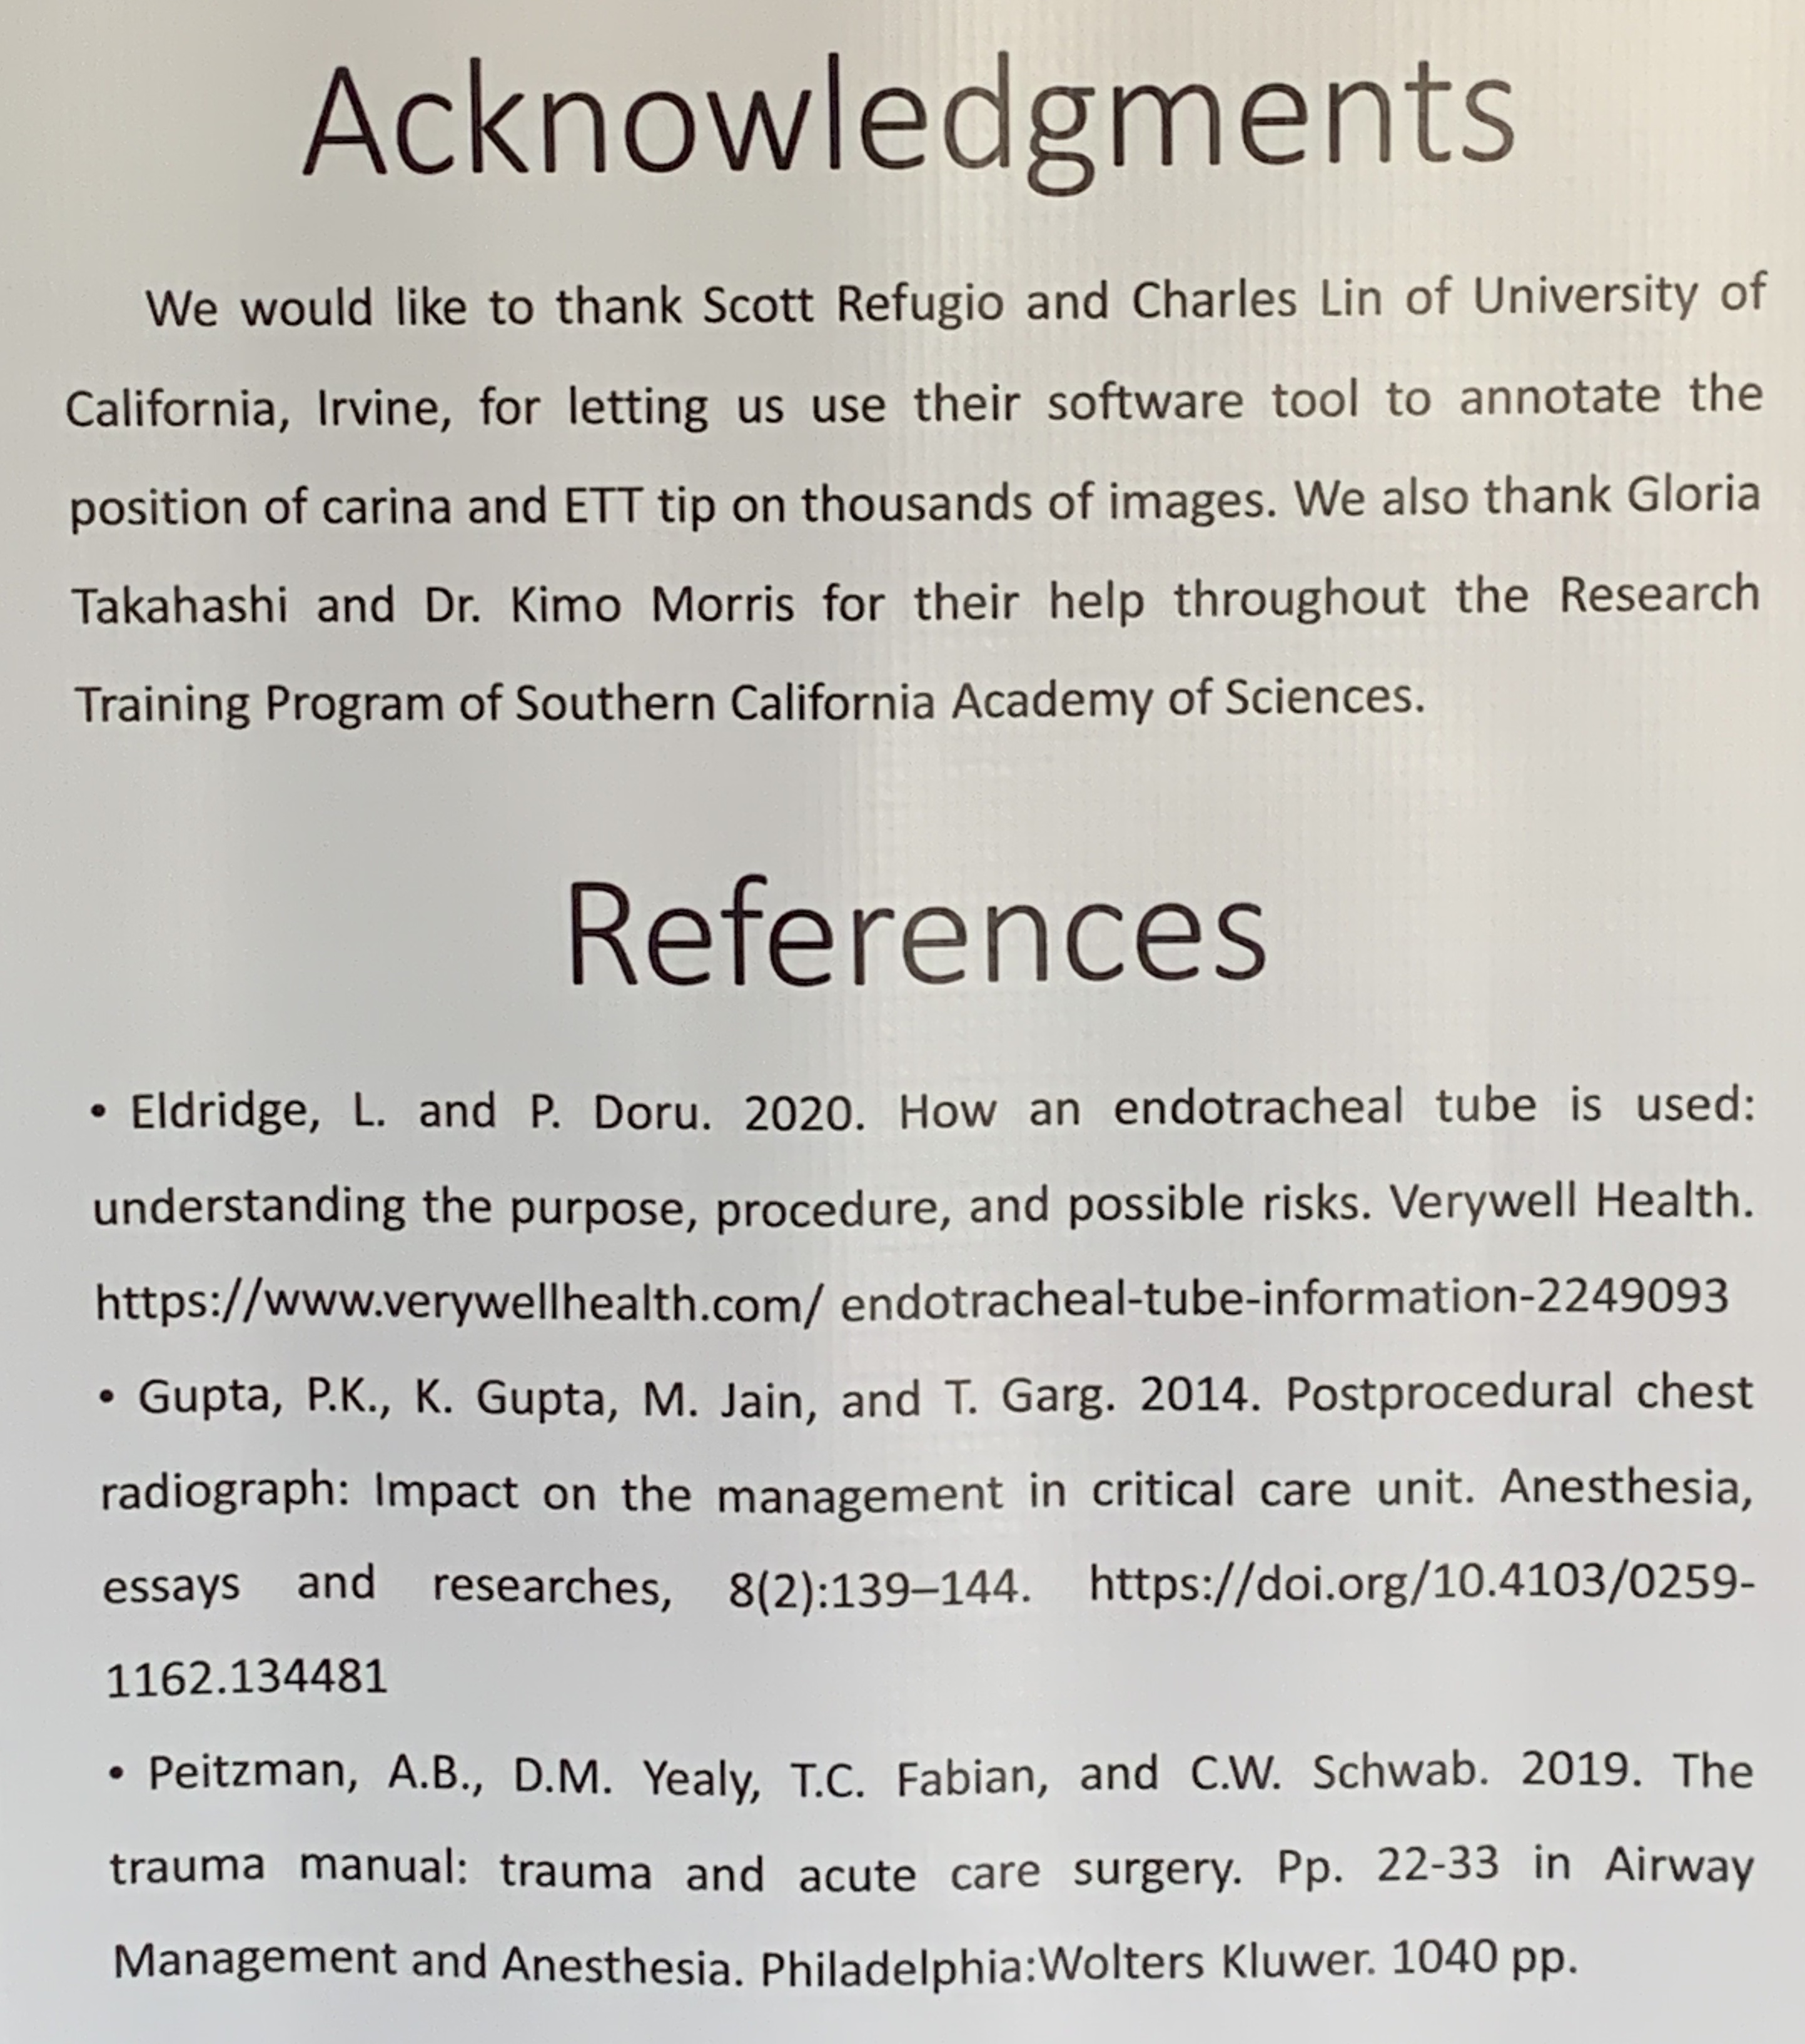 Acknowledgments
We would like to thank Scott Refugio and Charles Lin of University of
California, Irvine, for letting us use their software tool to annotate the
position of carina and ETT tip on thousands of images. We also thank Gloria
Takahashi and Dr. Kimo Morris for their help throughout the Research
Training Program of Southern California Academy of Sciences.
References
• Eldridge, L. and P. Doru. 2020. How an endotracheal tube is used:
understanding the purpose, procedure, and possible risks. Verywell Health.
https://www.verywellhealth.com/ endotracheal-tube-information-2249093
• Gupta, P.K., K. Gupta, M. Jain, and T. Garg. 2014. Postprocedural chest
radiograph: Impact on the management in critical care unit. Anesthesia,
essays and researches, 8(2):139–144. https://doi.org/10.4103/0259-
1162.134481
• Peitzman, A.B., D.M. Yealy, T.C. Fabian, and C.W. Schwab. 2019. The
trauma manual: trauma and acute care surgery. Pp. 22-33 in Airway
Management and Anesthesia. Philadelphia:Wolters Kluwer. 1040 pp.